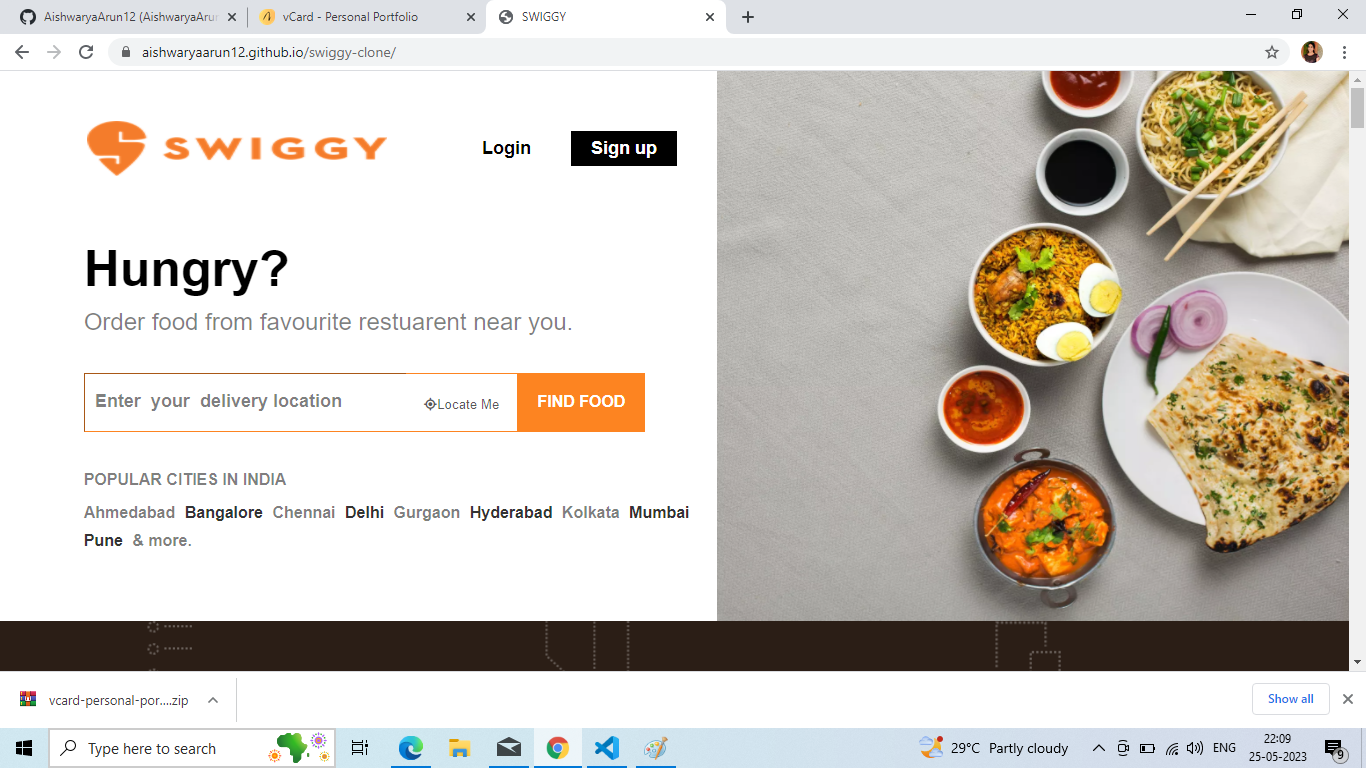 AishwaryaArun12 (AishwaryaArun
vCard - Personal Portfolio
SWIGGY
aishwaryaarun12.github.io/swiggy-clone/
SWIGGY
Login
Sign up
Hungry?
Order food from favourite restuarent near you.
Enter your delivery location
Locate Me
FIND FOOD
POPULAR CITIES IN INDIA
Ahmedabad Bangalore Chennai Delhi Gurgaon Hyderabad Kolkata Mumbai
Pune & more.
vcard-personal-por....zip
Show all
Type here to search
29°C Partly cloudy
ENG
22:09
25-05-2023
9